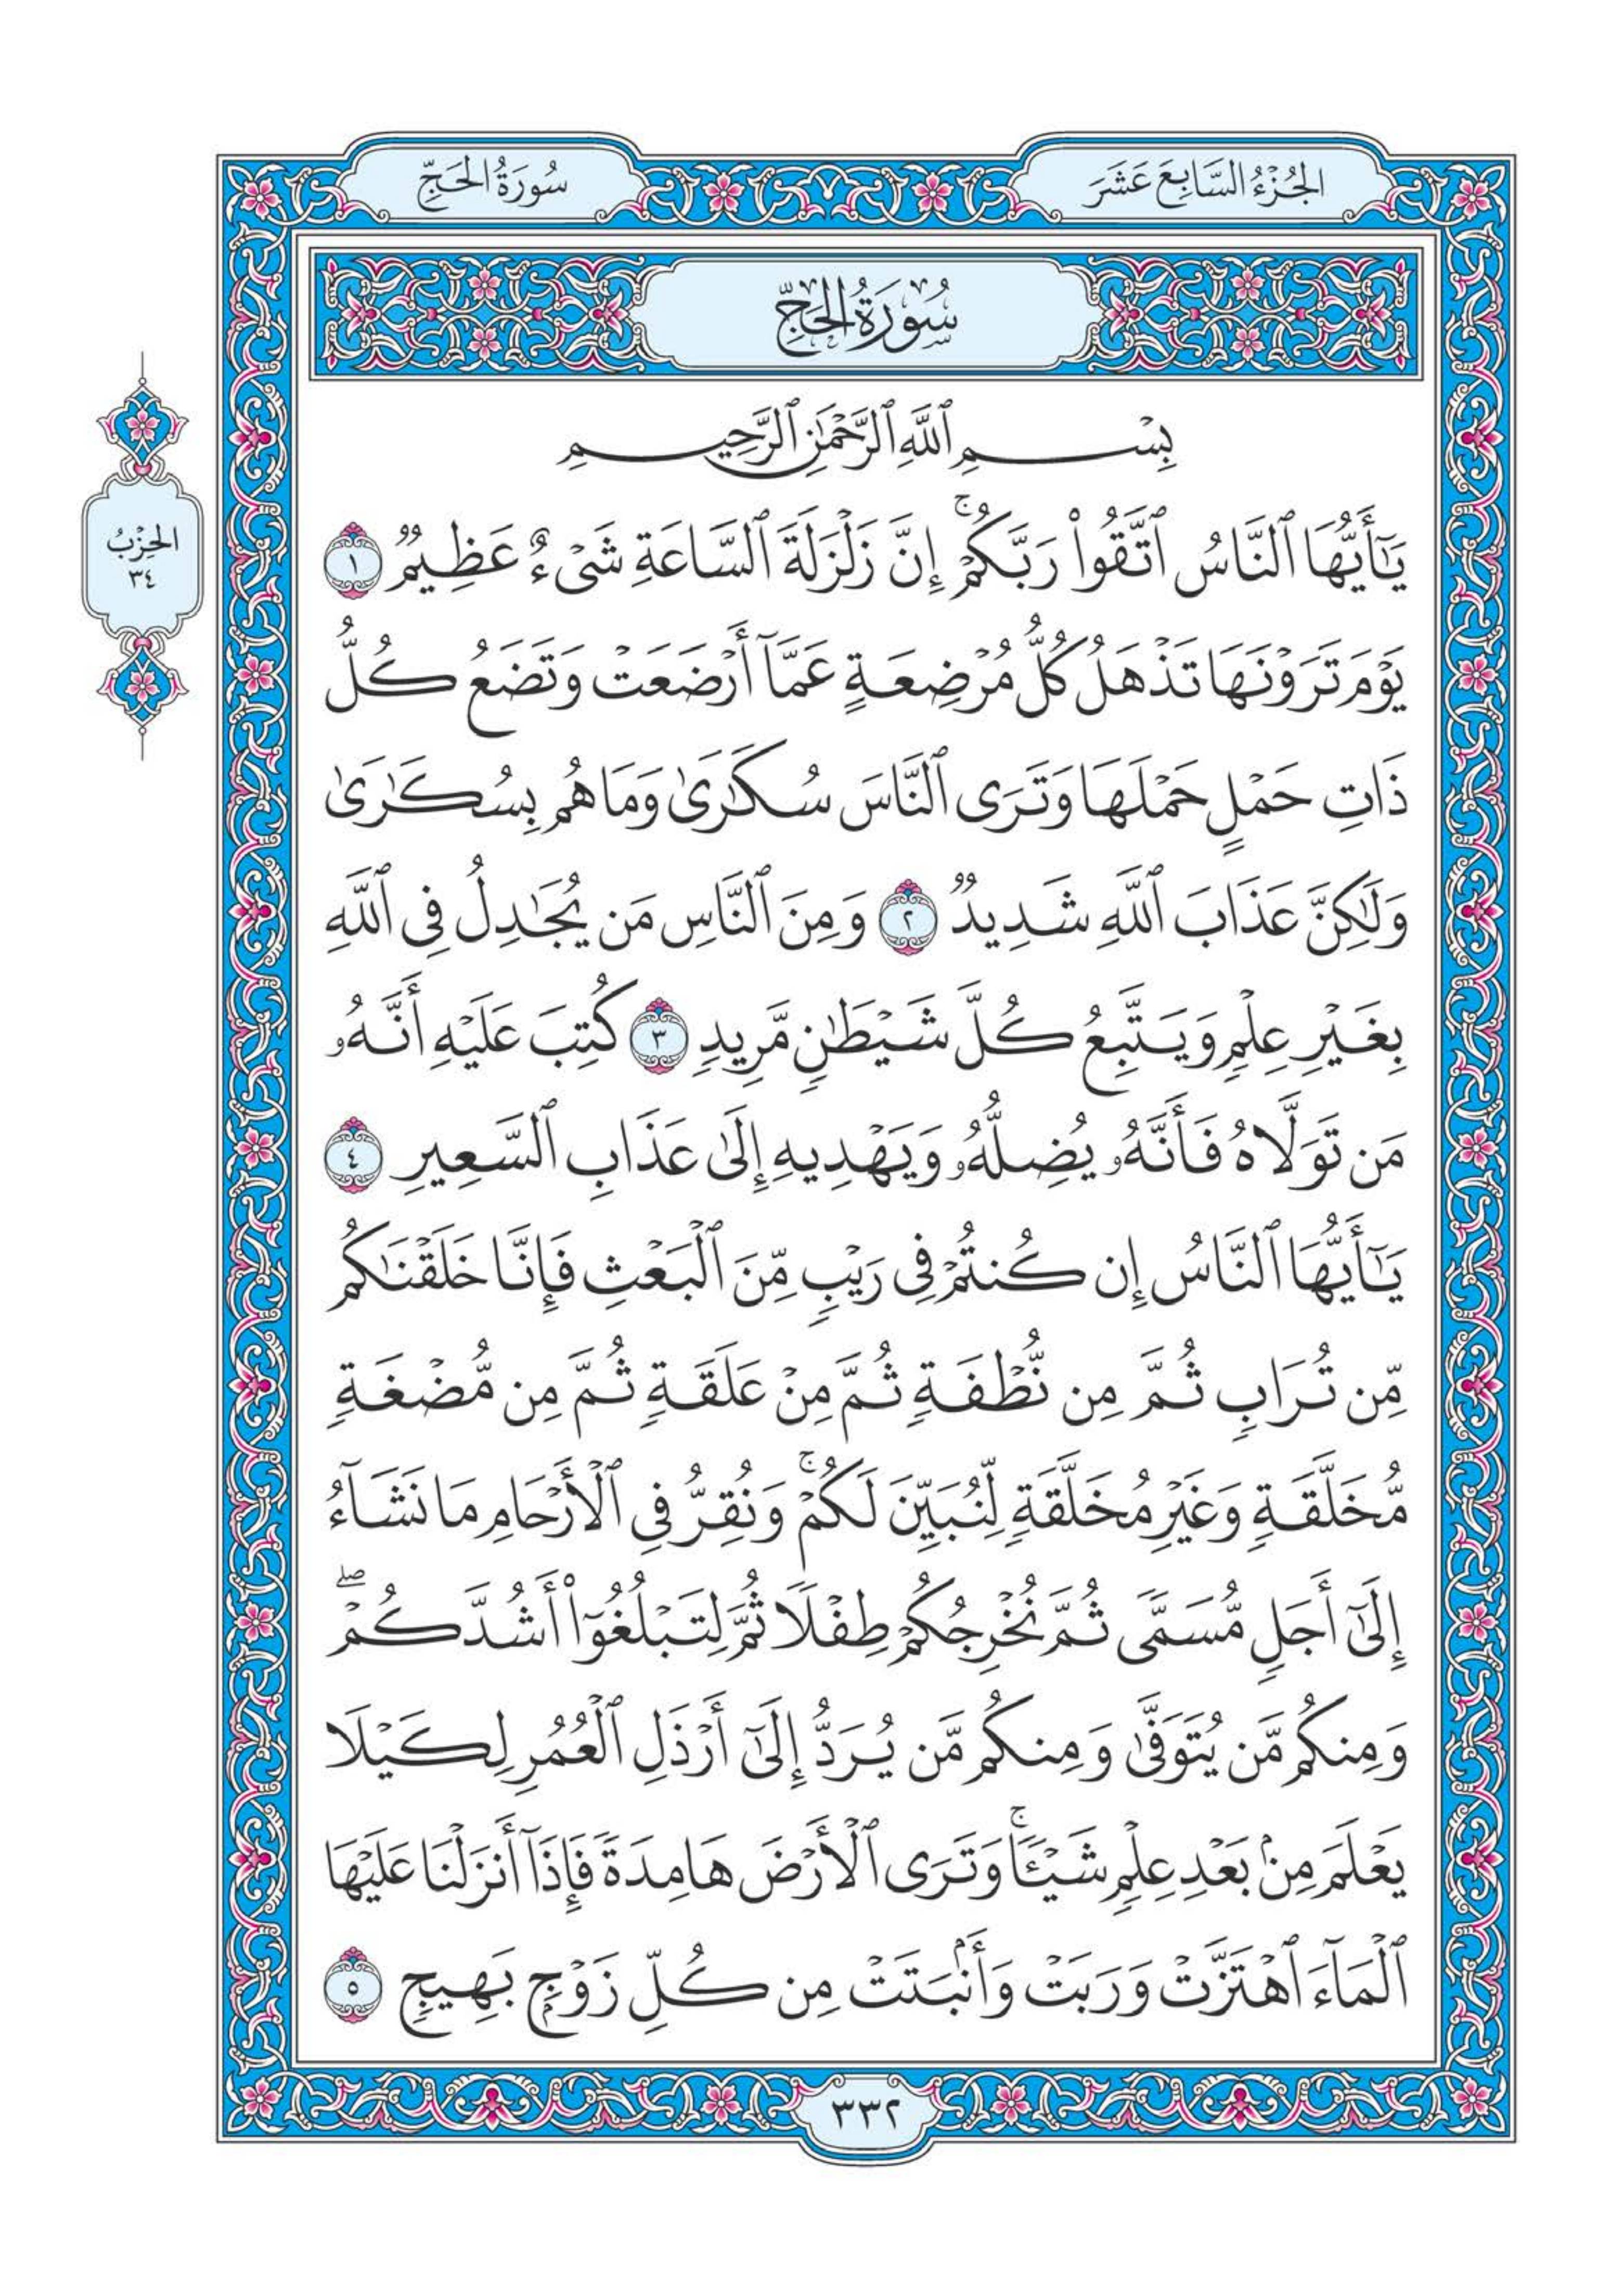 الجُزْءُ السَّابِعَ عَشَرَ
سُورَةُ الحَجِّ
سُورَةُ الحَجِّ
بِسْمِ ٱللَّهِ ٱلرَّحْمَٰنِ ٱلرَّحِيمِ
يَٰٓأَيُّهَا ٱلنَّاسُ ٱتَّقُوا۟ رَبَّكُمْ ۚ إِنَّ زَلْزَلَةَ ٱلسَّاعَةِ شَىْءٌ عَظِيمٌ ١
الحِزْبُ
٣٤
يَوْمَ تَرَوْنَهَا تَذْهَلُ كُلُّ مُرْضِعَةٍ عَمَّآ أَرْضَعَتْ وَتَضَعُ كُلُّ
ذَاتِ حَمْلٍ حَمْلَهَا وَتَرَى ٱلنَّاسَ سُكَٰرَىٰ وَمَا هُم بِسُكَٰرَىٰ
وَلَٰكِنَّ عَذَابَ ٱللَّهِ شَدِيدٌ ٢ وَمِنَ ٱلنَّاسِ مَن يُجَٰدِلُ فِى ٱللَّهِ
بِغَيْرِ عِلْمٍ وَيَتَّبِعُ كُلَّ شَيْطَٰنٍ مَّرِيدٍ ٣ كُتِبَ عَلَيْهِ أَنَّهُۥ
مَن تَوَلَّاهُ فَأَنَّهُۥ يُضِلُّهُۥ وَيَهْدِيهِ إِلَىٰ عَذَابِ ٱلسَّعِيرِ ٤
يَٰٓأَيُّهَا ٱلنَّاسُ إِن كُنتُمْ فِى رَيْبٍ مِّنَ ٱلْبَعْثِ فَإِنَّا خَلَقْنَٰكُم
مِّن تُرَابٍ ثُمَّ مِن نُّطْفَةٍ ثُمَّ مِنْ عَلَقَةٍ ثُمَّ مِن مُّضْغَةٍ
مُّخَلَّقَةٍ وَغَيْرِ مُخَلَّقَةٍ لِّنُبَيِّنَ لَكُمْ ۚ وَنُقِرُّ فِى ٱلْأَرْحَامِ مَا نَشَآءُ
إِلَىٰٓ أَجَلٍ مُّسَمًّى ثُمَّ نُخْرِجُكُمْ طِفْلًا ثُمَّ لِتَبْلُغُوٓا۟ أَشُدَّكُمْ ۖ
وَمِنكُم مَّن يُتَوَفَّىٰ وَمِنكُم مَّن يُرَدُّ إِلَىٰٓ أَرْذَلِ ٱلْعُمُرِ لِكَيْلَا
يَعْلَمَ مِنۢ بَعْدِ عِلْمٍ شَيْـًٔا ۚ وَتَرَى ٱلْأَرْضَ هَامِدَةً فَإِذَآ أَنزَلْنَا عَلَيْهَا
ٱلْمَآءَ ٱهْتَزَّتْ وَرَبَتْ وَأَنۢبَتَتْ مِن كُلِّ زَوْجٍۭ بَهِيجٍ ٥
٣٣٢